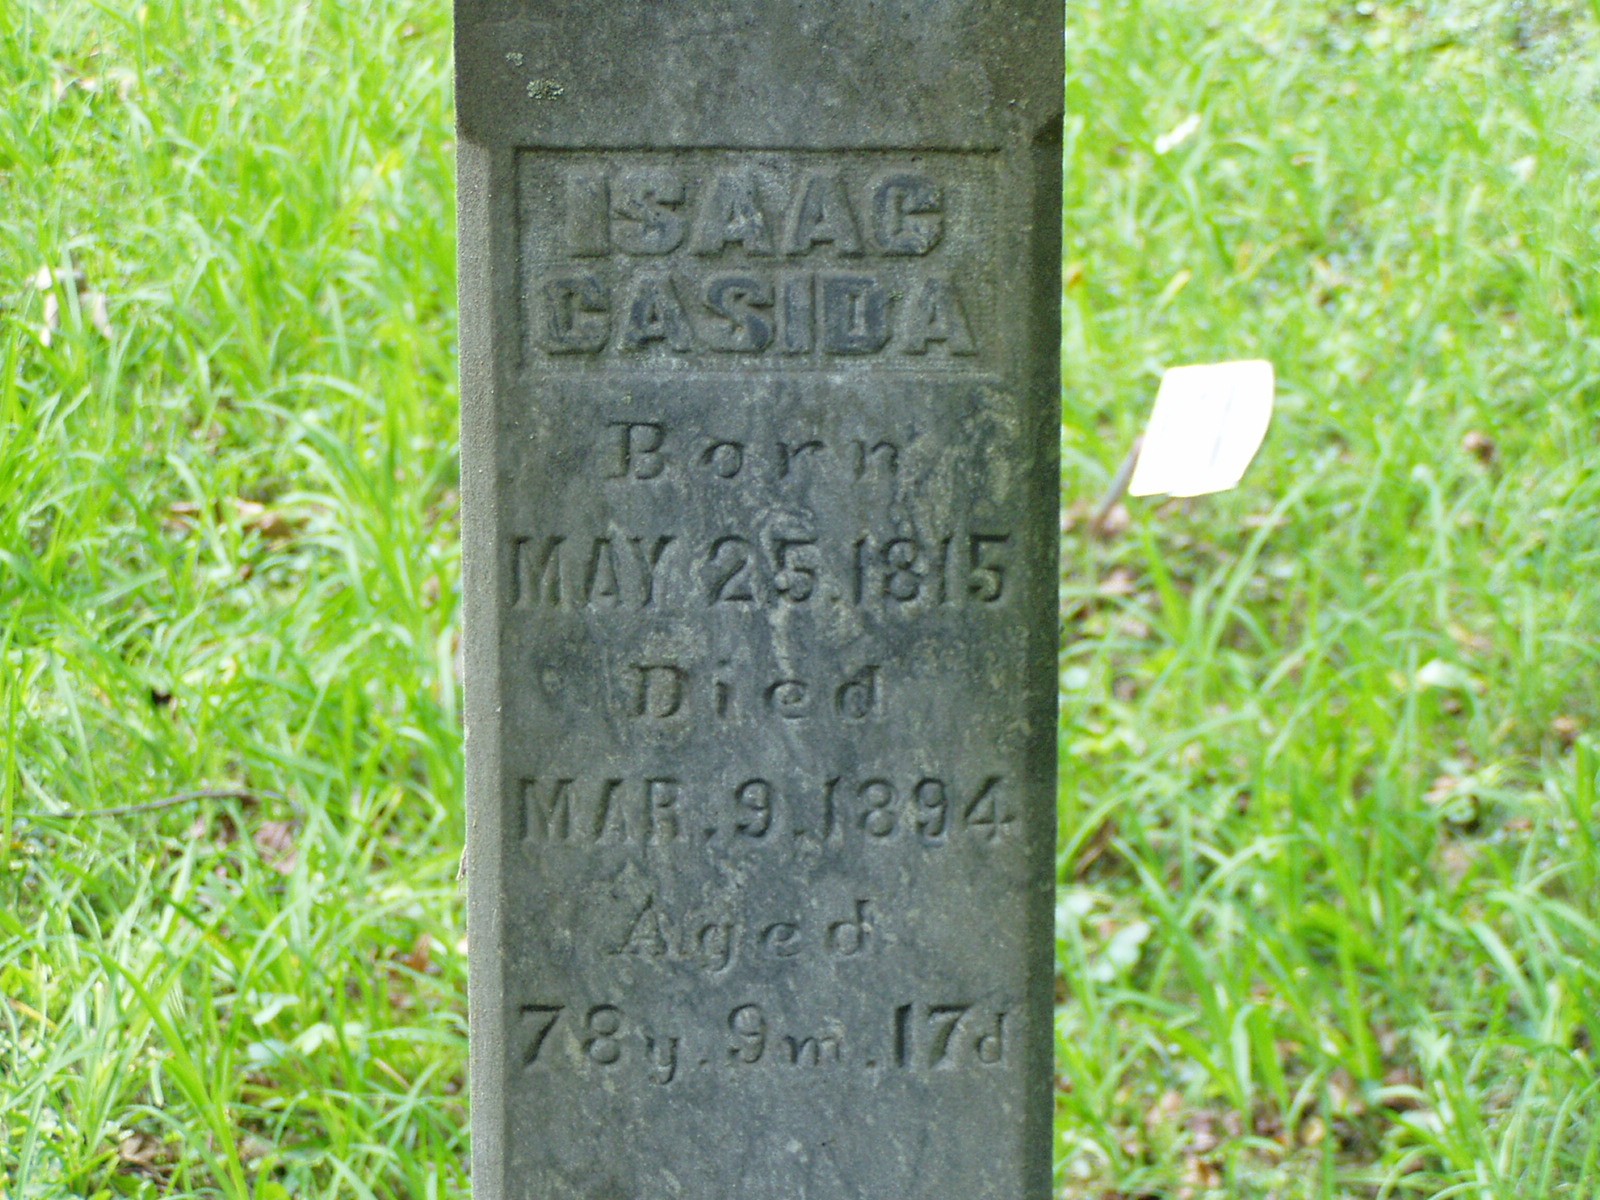 ISAAC
CASIDA
Born
MAY 25.1815
Died
MAR. 9.1894
Aged
78y. 9m. 17d